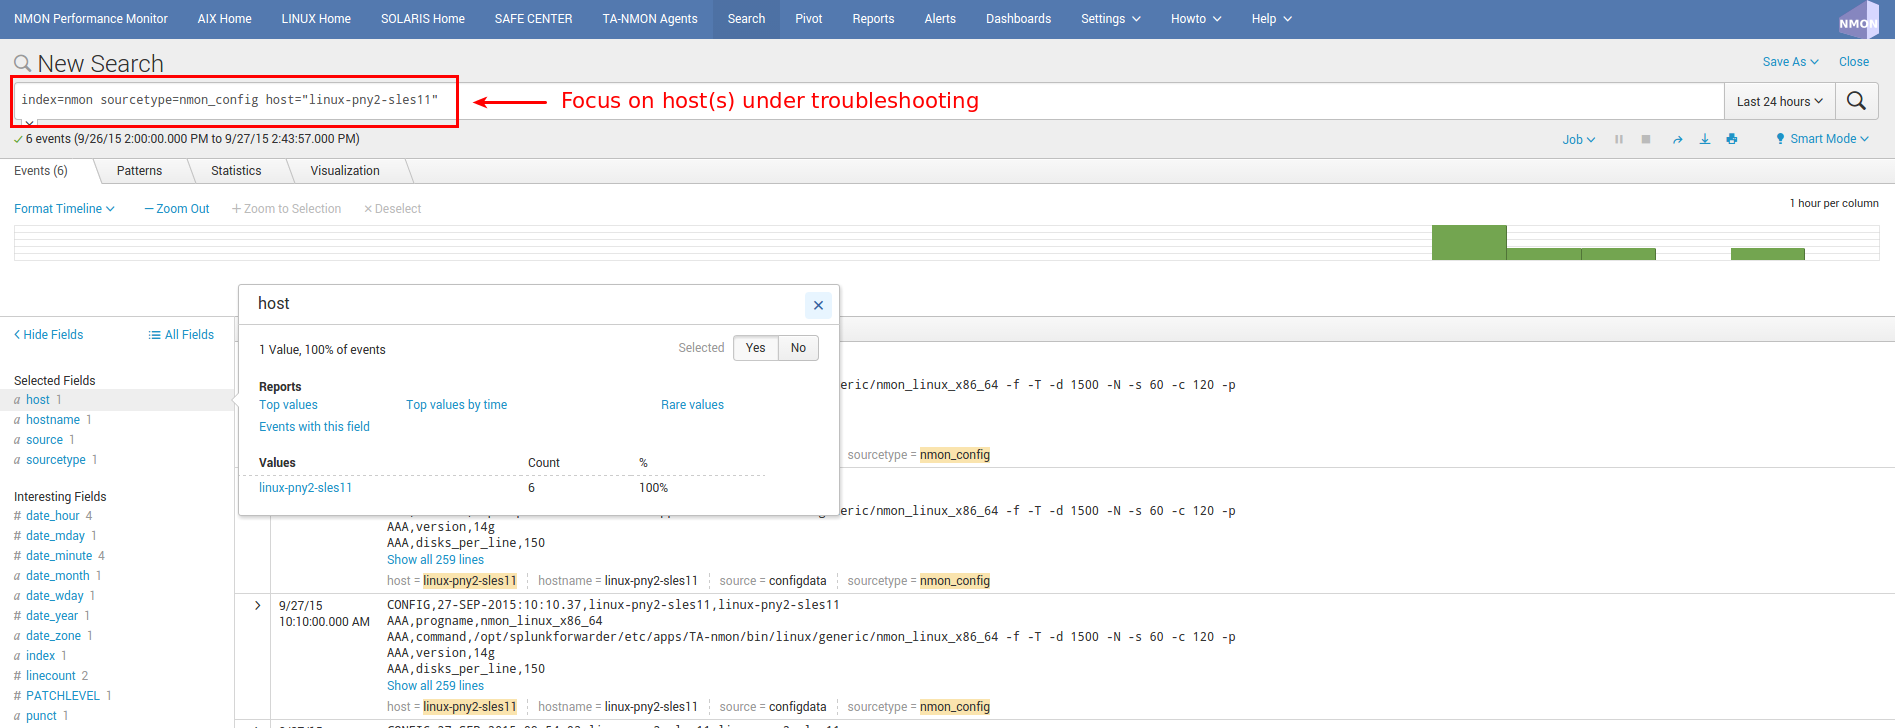 NMON Performance Monitor AIX Home LINUX Home SOLARIS Home SAFE CENTER TA-NMON Agents Search Pivot Reports Alerts Dashboards Settings Howto Help NMON
New Search
Save As Close
index=nmon sourcetype=nmon_config host="linux-pny2-sles11"
Focus on host(s) under troubleshooting
Last 24 hours
6 events (9/26/15 2:00:00.000 PM to 9/27/15 2:43:57.000 PM)
Job Smart Mode
Events (6) Patterns Statistics Visualization
Format Timeline — Zoom Out + Zoom to Selection × Deselect
1 hour per column
Hide Fields All Fields
Selected Fields
a host 1
a hostname 1
a source 1
a sourcetype 1
Interesting Fields
# date_hour 4
# date_mday 1
# date_minute 4
a date_month 1
a date_wday 1
# date_year 1
a date_zone 1
a index 1
# linecount 2
# PATCHLEVEL 1
a punct 1
host
1 Value, 100% of events
Selected Yes No
Reports
Top values Top values by time Rare values
Events with this field
Values Count %
linux-pny2-sles11 6 100%
eric/nmon_linux_x86_64 -f -T -d 1500 -N -s 60 -c 120 -p
sourcetype = nmon_config
eric/nmon_linux_x86_64 -f -T -d 1500 -N -s 60 -c 120 -p
AAA,version,14g
AAA,disks_per_line,150
Show all 259 lines
host = linux-pny2-sles11 hostname = linux-pny2-sles11 source = configdata sourcetype = nmon_config
9/27/15
10:10:00.000 AM
CONFIG,27-SEP-2015:10:10.37,linux-pny2-sles11,linux-pny2-sles11
AAA,progname,nmon_linux_x86_64
AAA,command,/opt/splunkforwarder/etc/apps/TA-nmon/bin/linux/generic/nmon_linux_x86_64 -f -T -d 1500 -N -s 60 -c 120 -p
AAA,version,14g
AAA,disks_per_line,150
Show all 259 lines
host = linux-pny2-sles11 hostname = linux-pny2-sles11 source = configdata sourcetype = nmon_config